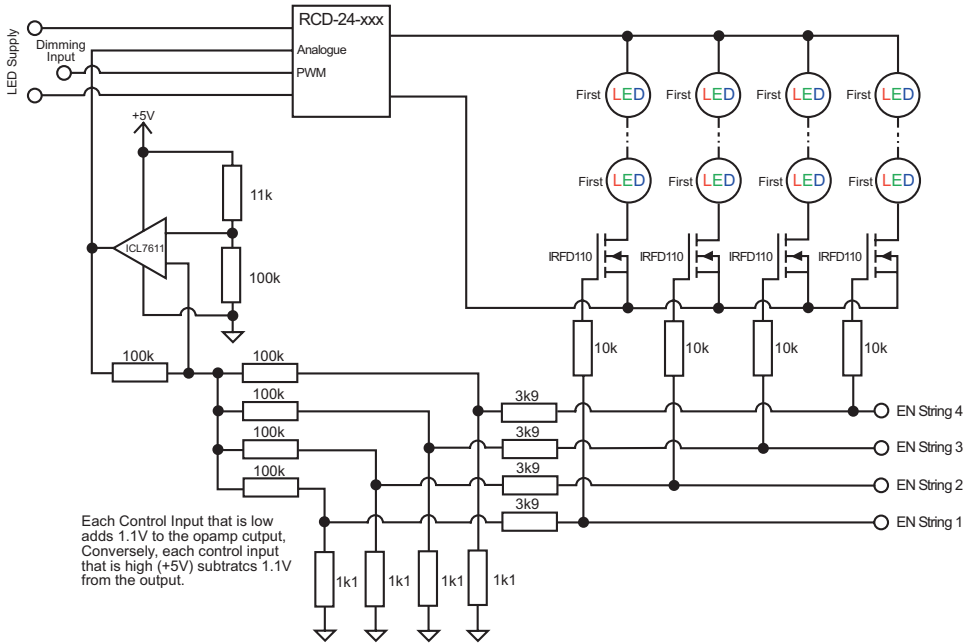 RCD-24-xxx
Analogue
PWM
LED Supply
Dimming
Input
First LED First LED First LED First LED
First LED First LED First LED First LED
+5V
11k
ICL7611
100k
IRFD110 IRFD110 IRFD110 IRFD110
10k 10k 10k 10k
100k 100k
3k9 EN String 4
100k
3k9 EN String 3
100k
3k9 EN String 2
100k
3k9 EN String 1
Each Control Input that is low
adds 1.1V to the opamp cutput,
Conversely, each control input
that is high (+5V) subtratcs 1.1V
from the output.
1k1 1k1 1k1 1k1